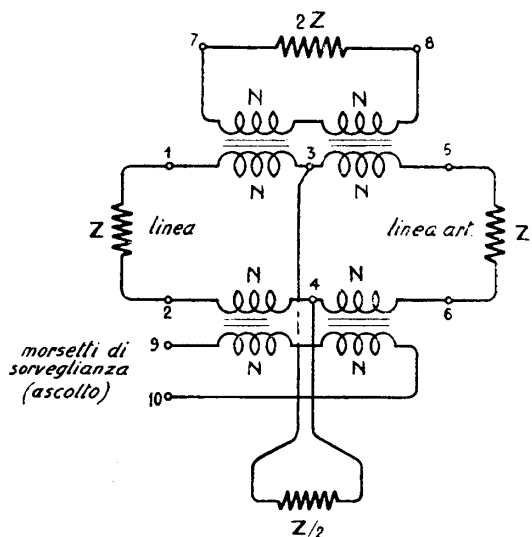 2Z
7
8
N N
1 3 5
N N
Z linea
linea art. Z
N 4 N
2 6
9
N N
morsetti di
sorveglianza
(ascolto)
10
Z/2